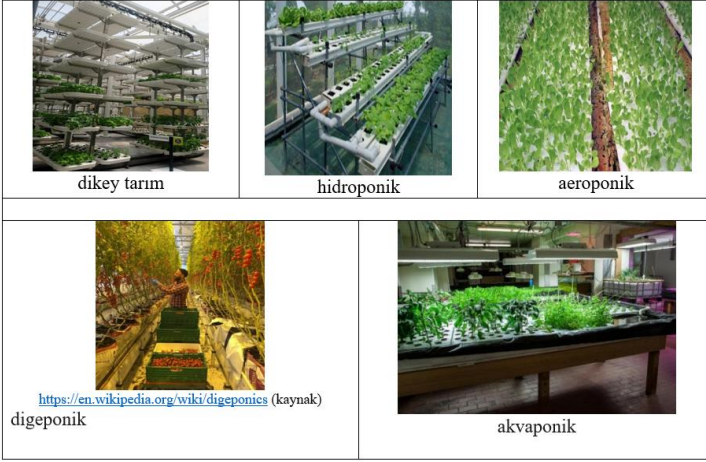 dikey tarım
hidroponik
aeroponik
https://en.wikipedia.org/wiki/digeponics (kaynak)
digeponik
akvaponik